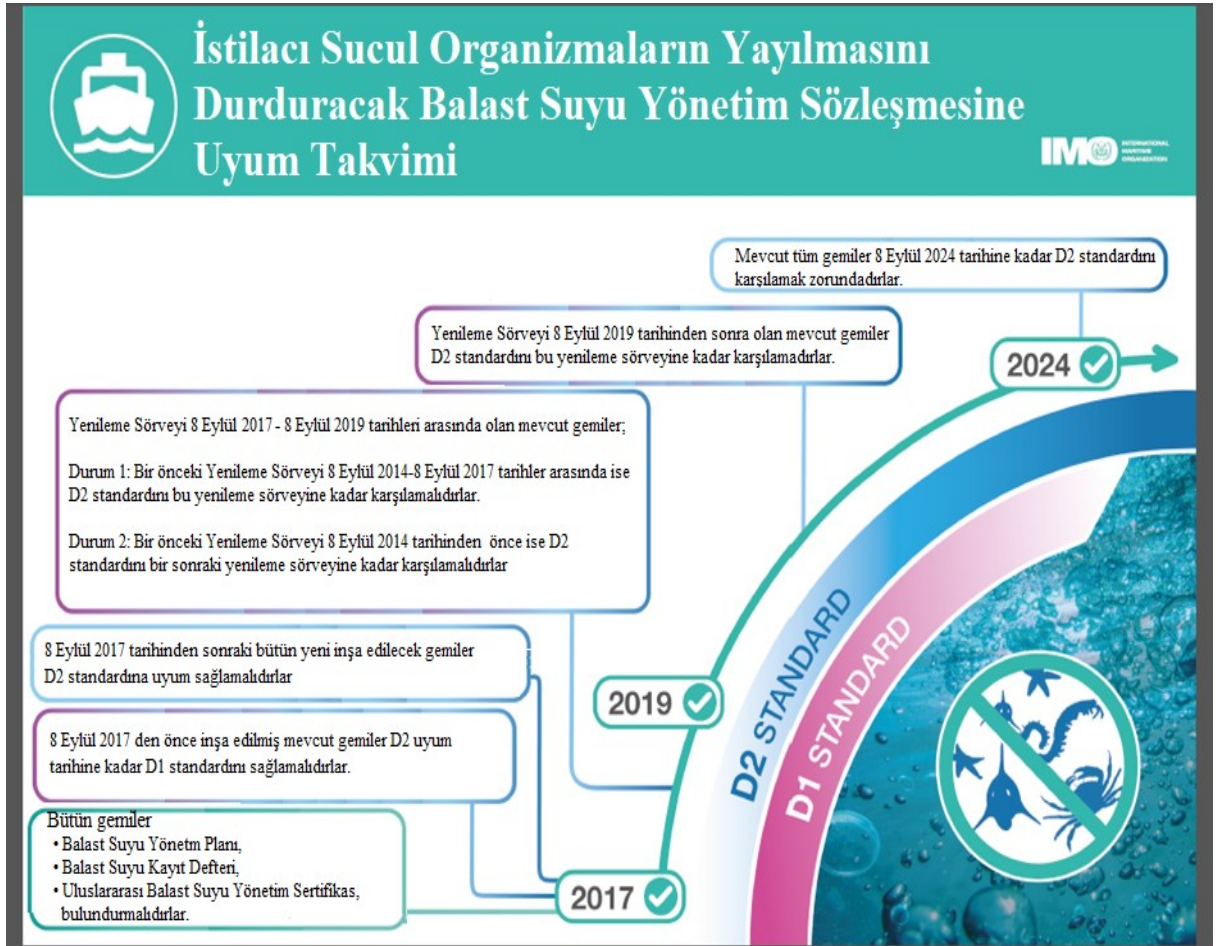 İstilacı Sucul Organizmaların Yayılmasını
Durduracak Balast Suyu Yönetim Sözleşmesine
Uyum Takvimi
IMO
INTERNATIONAL
MARITIME
ORGANIZATION
Mevcut tüm gemiler 8 Eylül 2024 tarihine kadar D2 standardını
karşılamak zorundadırlar.
Yenileme Sörveyi 8 Eylül 2019 tarihinden sonra olan mevcut gemiler
D2 standardını bu yenileme sörveyine kadar karşılamadırlar.
2024
Yenileme Sörveyi 8 Eylül 2017 - 8 Eylül 2019 tarihleri arasında olan mevcut gemiler;
Durum 1: Bir önceki Yenileme Sörveyi 8 Eylül 2014-8 Eylül 2017 tarihler arasında ise
D2 standardını bu yenileme sörveyine kadar karşılamalıdırlar.
Durum 2: Bir önceki Yenileme Sörveyi 8 Eylül 2014 tarihinden önce ise D2
standardını bir sonraki yenileme sörveyine kadar karşılamalıdırlar
8 Eylül 2017 tarihinden sonraki bütün yeni inşa edilecek gemiler
D2 standardına uyum sağlamalıdırlar
2019
D2 STANDARD
D1 STANDARD
8 Eylül 2017 den önce inşa edilmiş mevcut gemiler D2 uyum
tarihine kadar D1 standardını sağlamalıdırlar.
Bütün gemiler
• Balast Suyu Yönetm Planı,
• Balast Suyu Kayıt Defteri,
• Uluslararası Balast Suyu Yönetim Sertifikas,
bulundurmalıdırlar.
2017